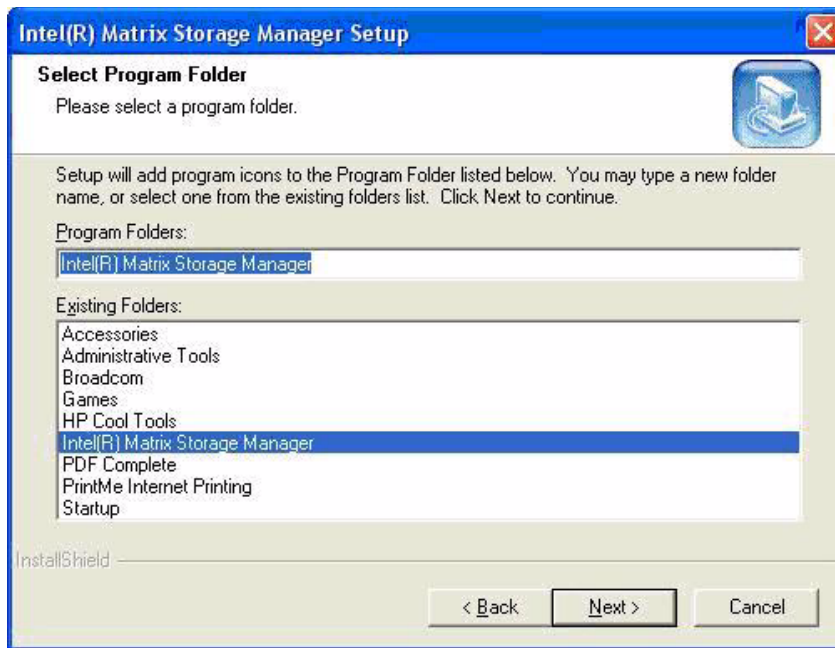 Intel(R) Matrix Storage Manager Setup
Select Program Folder
Please select a program folder.
Setup will add program icons to the Program Folder listed below.  You may type a new folder
name, or select one from the existing folders list.  Click Next to continue.
Program Folders:
Intel(R) Matrix Storage Manager
Existing Folders:
Accessories
Administrative Tools
Broadcom
Games
HP Cool Tools
Intel(R) Matrix Storage Manager
PDF Complete
PrintMe Internet Printing
Startup
InstallShield
< Back
Next >
Cancel